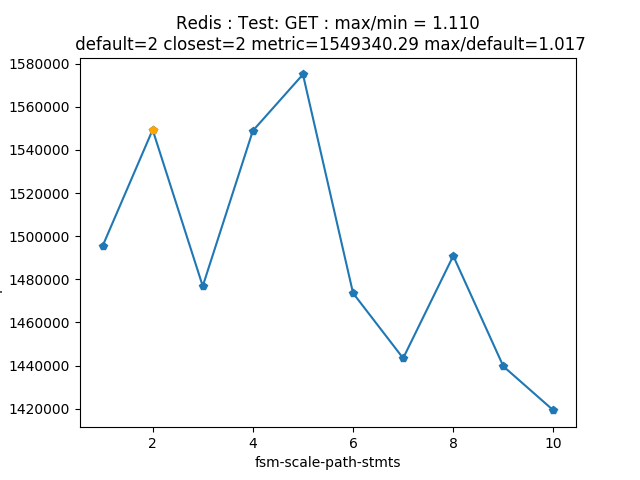 Redis : Test: GET : max/min = 1.110
default=2 closest=2 metric=1549340.29 max/default=1.017
1580000
1560000
1540000
1520000
1500000
1480000
1460000
1440000
1420000
2 4 6 8 10
fsm-scale-path-stmts